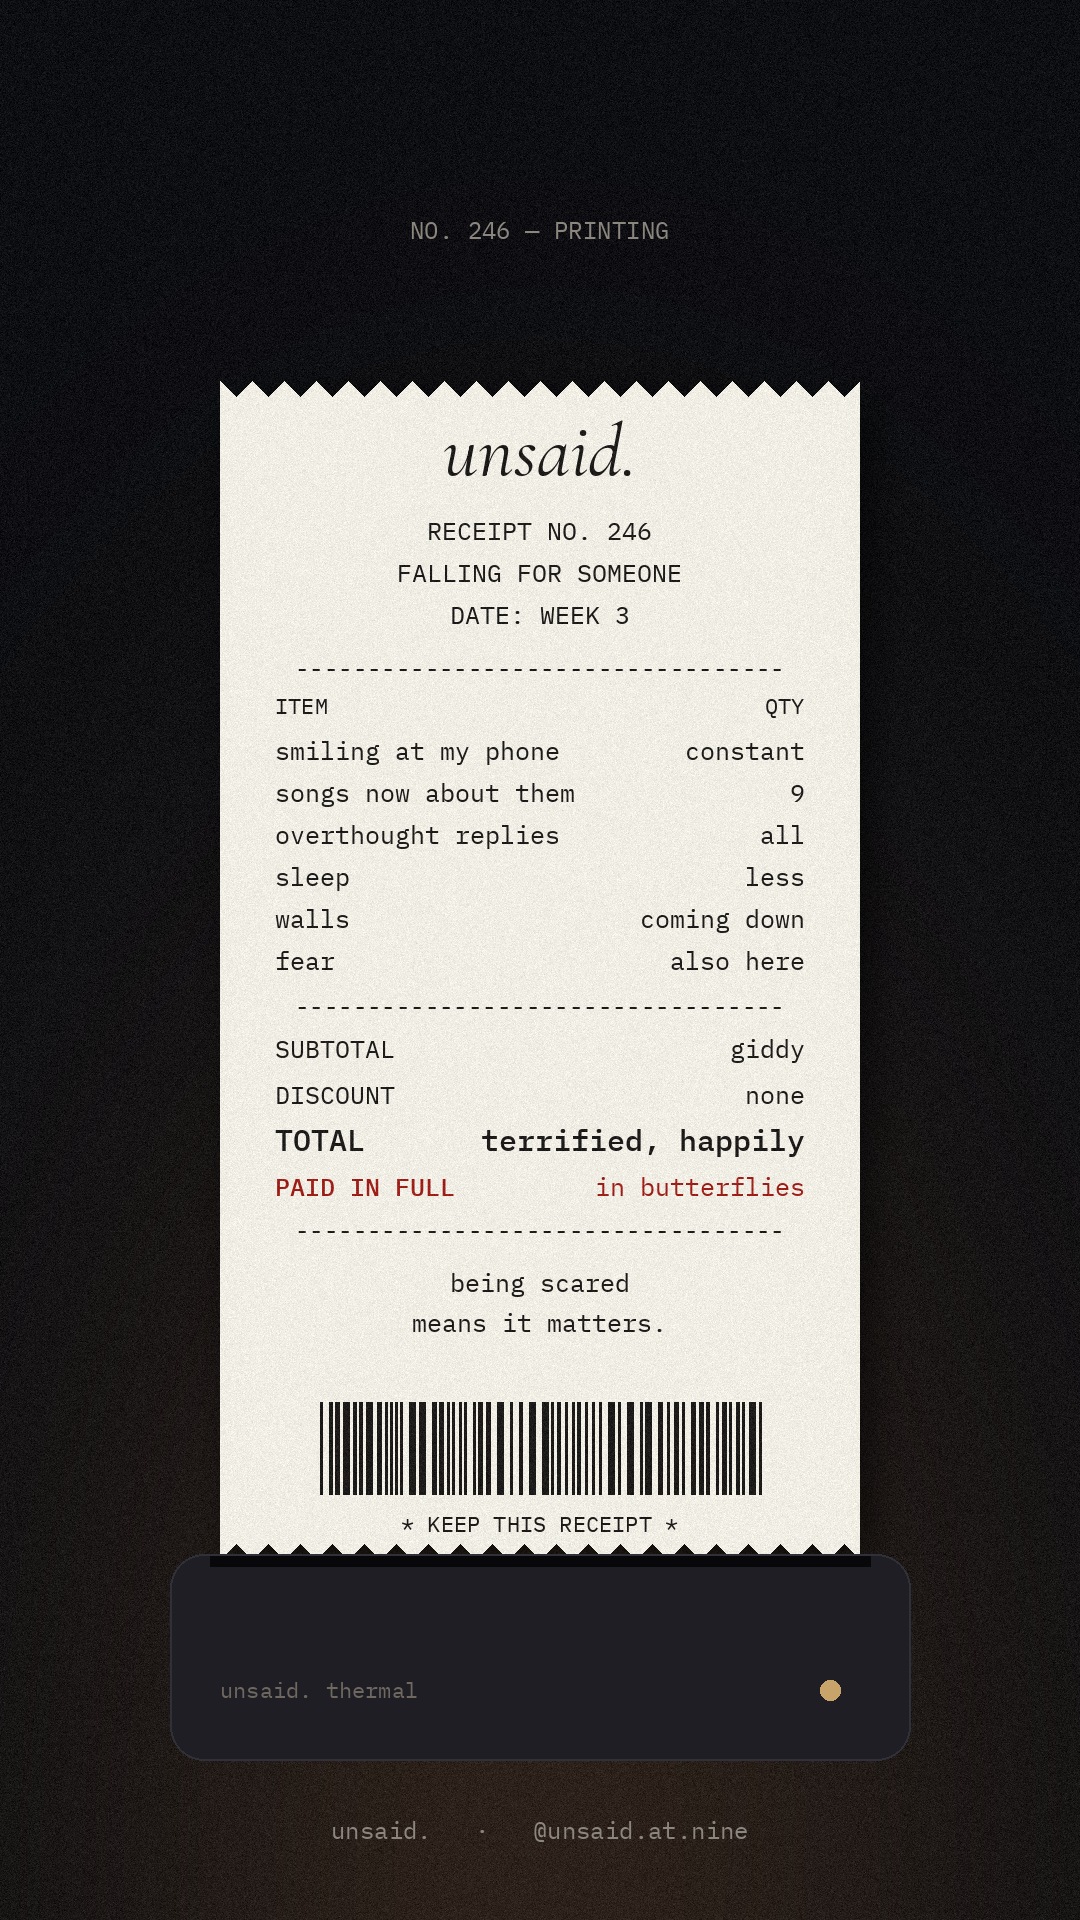 NO. 246 — PRINTING
unsaid.
RECEIPT NO. 246
FALLING FOR SOMEONE
DATE: WEEK 3
----------------------------------
ITEM QTY
smiling at my phone constant
songs now about them 9
overthought replies all
sleep less
walls coming down
fear also here
----------------------------------
SUBTOTAL giddy
DISCOUNT none
TOTAL terrified, happily
PAID IN FULL in butterflies
----------------------------------
being scared
means it matters.
* KEEP THIS RECEIPT *
unsaid. thermal
unsaid. · @unsaid.at.nine